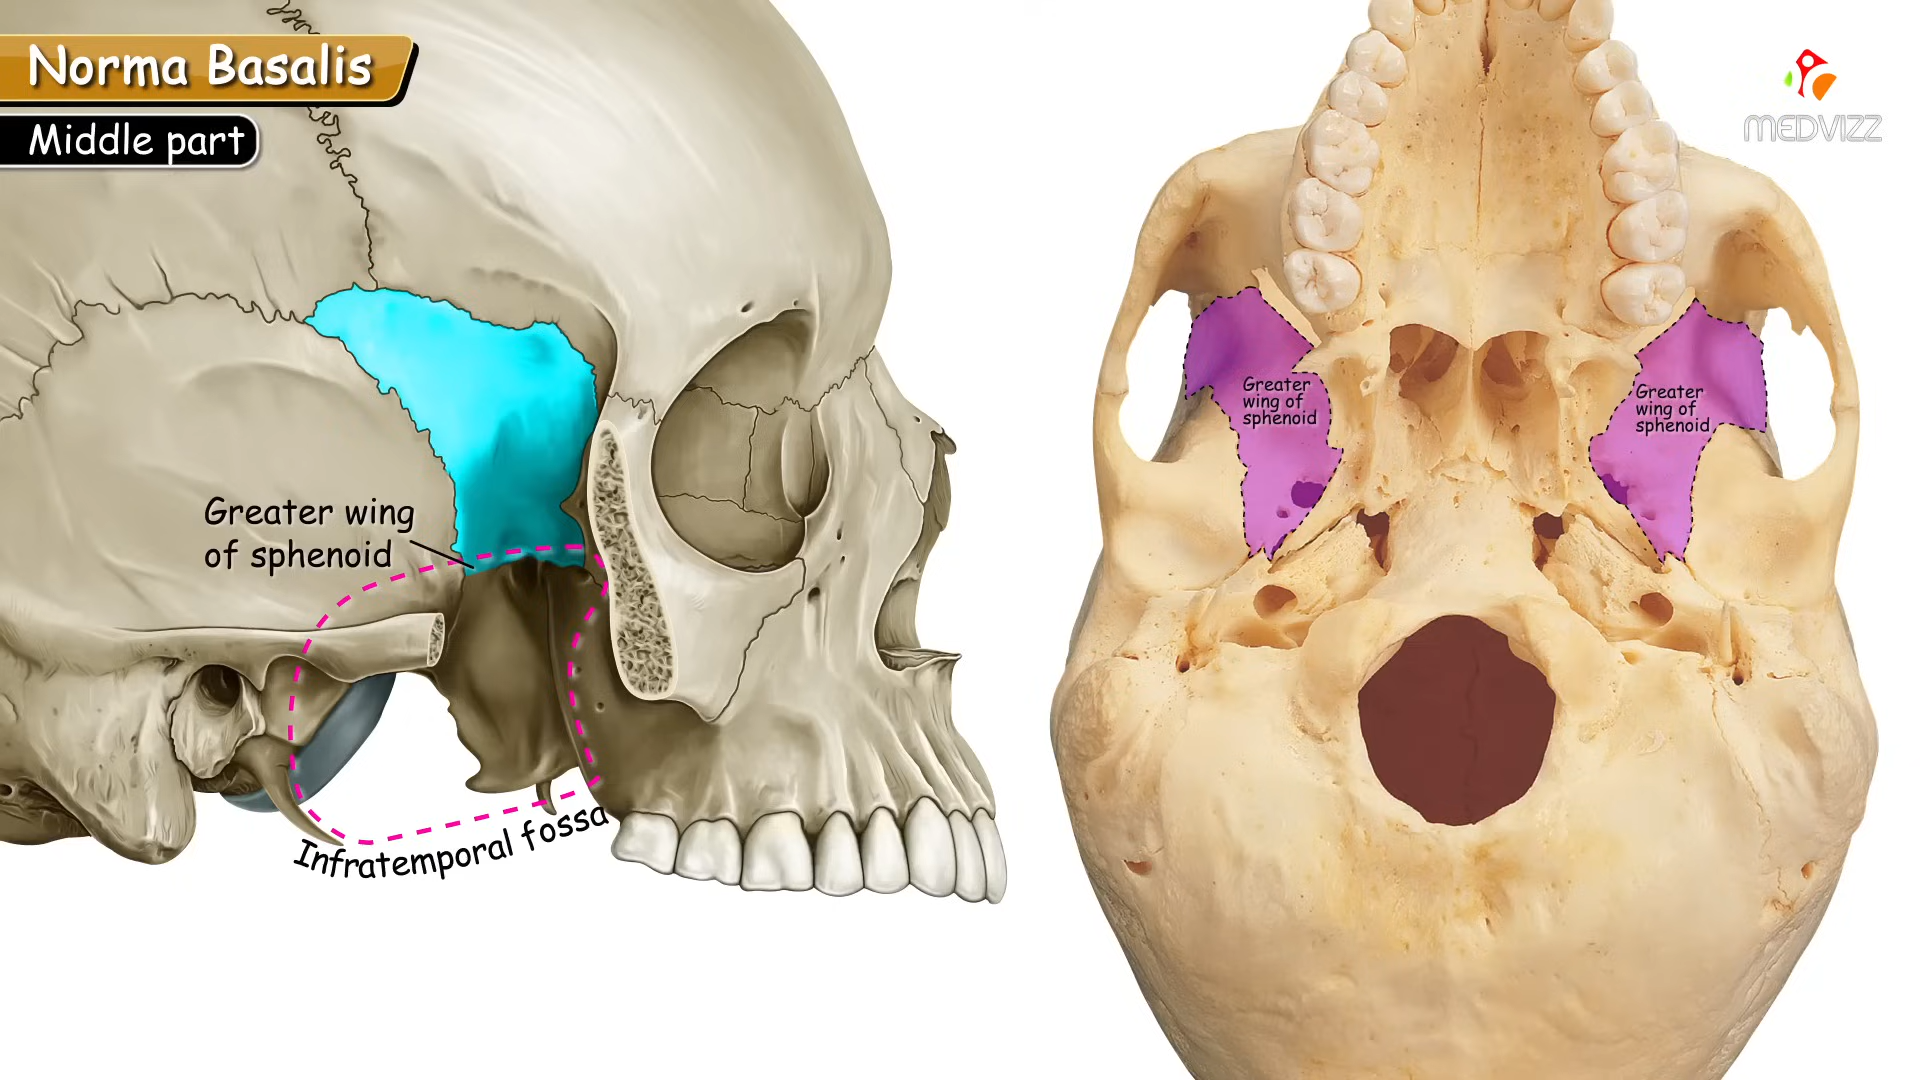 Norma Basalis
Middle part
MEDVIZZ
Greater wing
of sphenoid
Infratemporal fossa
Greater
wing of
sphenoid
Greater
wing of
sphenoid